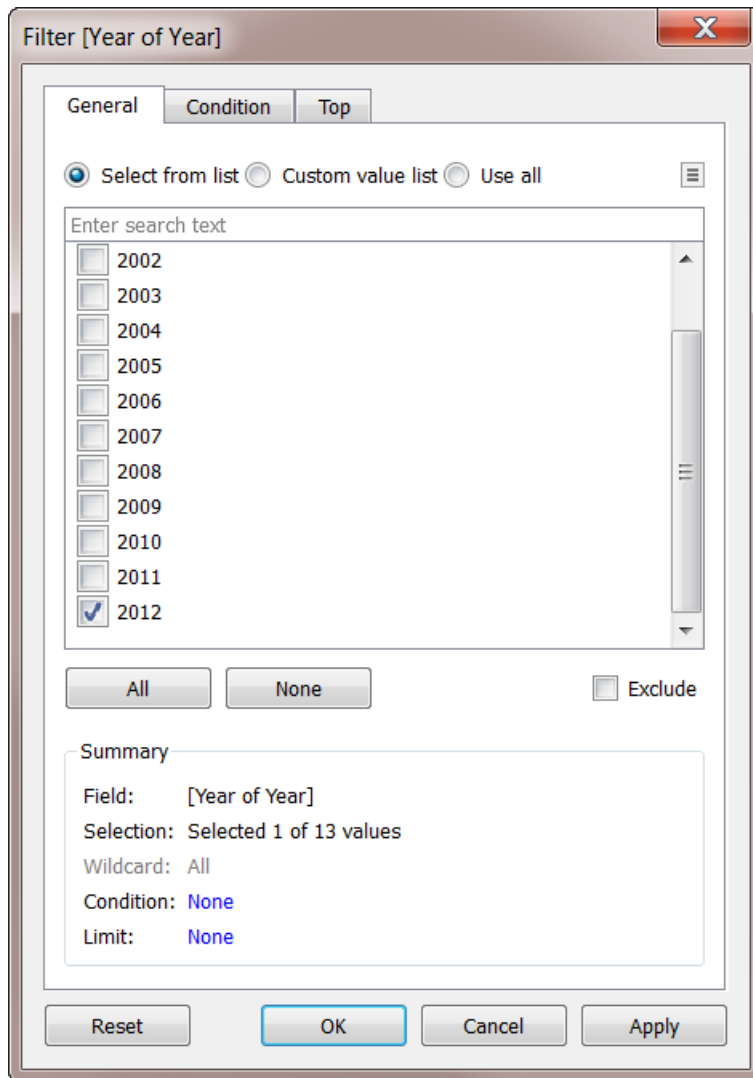 Filter [Year of Year]
General Condition Top
Select from list Custom value list Use all
Enter search text
2002
2003
2004
2005
2006
2007
2008
2009
2010
2011
2012
All None Exclude
Summary
Field: [Year of Year]
Selection: Selected 1 of 13 values
Wildcard: All
Condition: None
Limit: None
Reset OK Cancel Apply